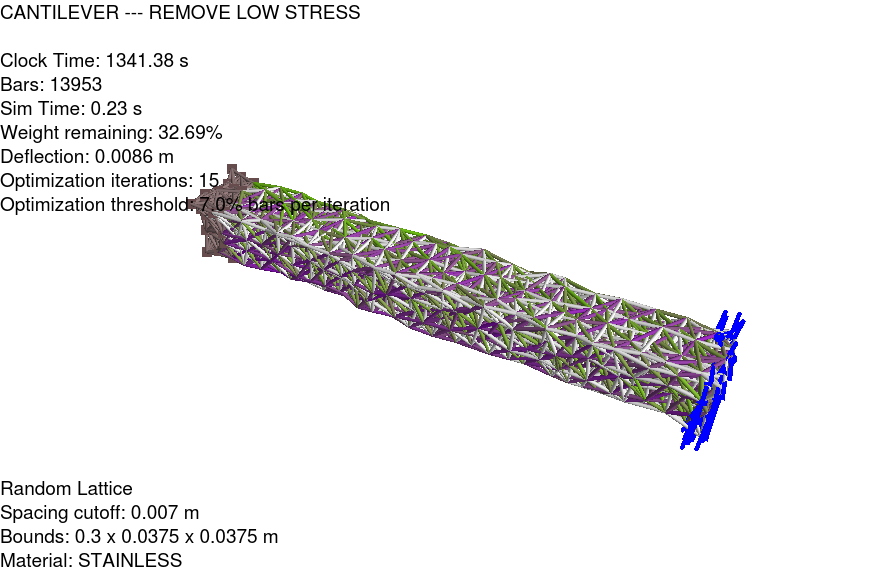 CANTILEVER --- REMOVE LOW STRESS
Clock Time: 1341.38 s
Bars: 13953
Sim Time: 0.23 s
Weight remaining: 32.69%
Deflection: 0.0086 m
Optimization iterations: 15
Optimization threshold: 7.0% bars per iteration
Random Lattice
Spacing cutoff: 0.007 m
Bounds: 0.3 x 0.0375 x 0.0375 m
Material: STAINLESS